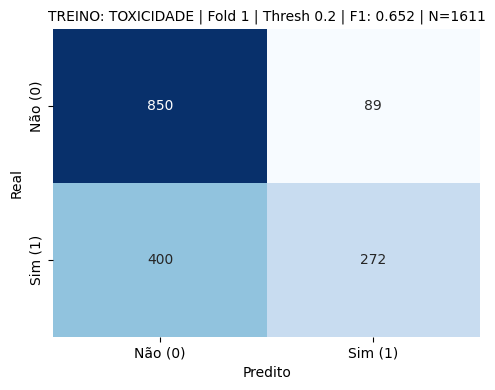 TREINO: TOXICIDADE | Fold 1 | Thresh 0.2 | F1: 0.652 | N=1611
Real
Não (0)
850
89
Sim (1)
400
272
Não (0)
Sim (1)
Predito